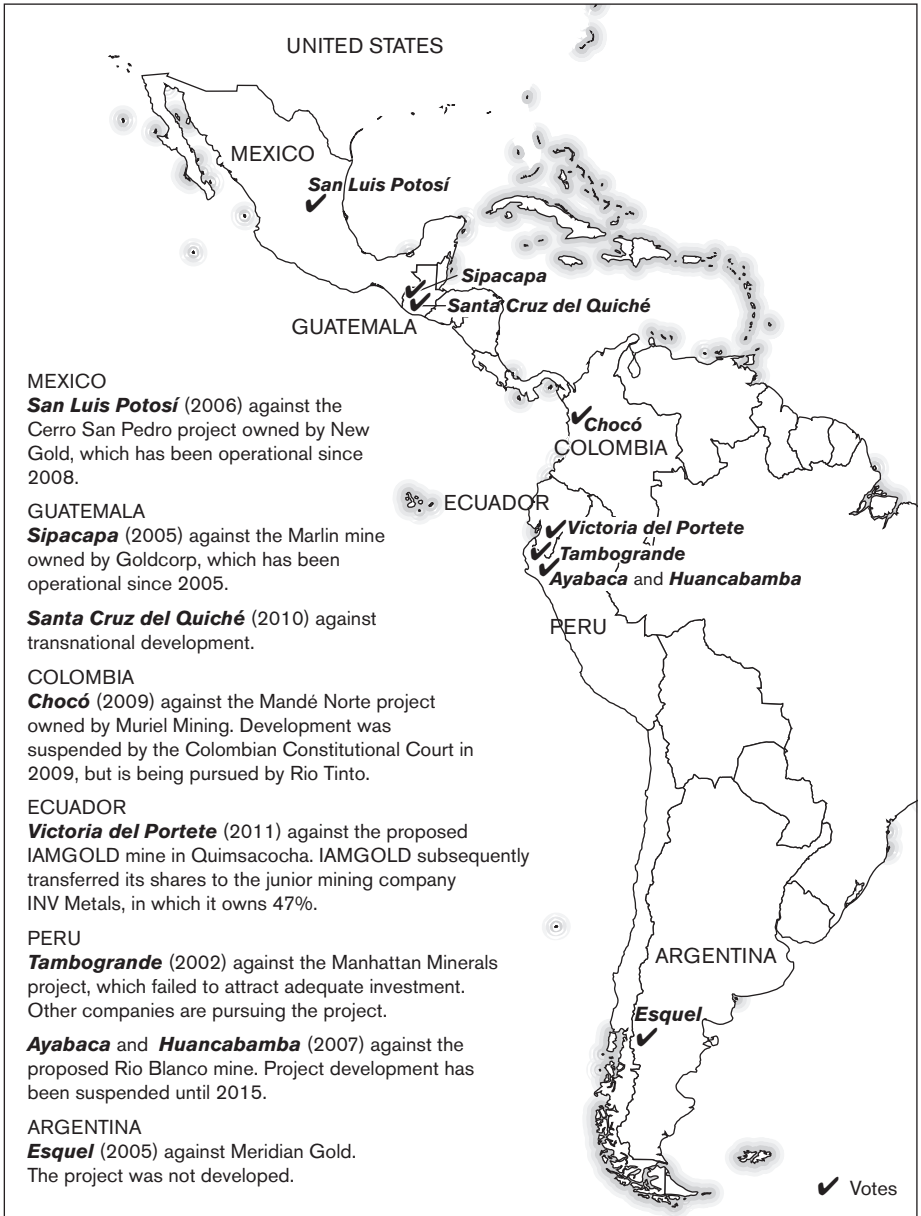 UNITED STATES
MEXICO
San Luis Potosí
Sipacapa
Santa Cruz del Quiché
GUATEMALA
Chocó
COLOMBIA
ECUADOR
Victoria del Portete
Tambogrande
Ayabaca and Huancabamba
PERU
ARGENTINA
Esquel
MEXICO
San Luis Potosí (2006) against the
Cerro San Pedro project owned by New
Gold, which has been operational since
2008.
GUATEMALA
Sipacapa (2005) against the Marlin mine
owned by Goldcorp, which has been
operational since 2005.
Santa Cruz del Quiché (2010) against
transnational development.
COLOMBIA
Chocó (2009) against the Mandé Norte project
owned by Muriel Mining. Development was
suspended by the Colombian Constitutional Court in
2009, but is being pursued by Rio Tinto.
ECUADOR
Victoria del Portete (2011) against the proposed
IAMGOLD mine in Quimsacocha. IAMGOLD subsequently
transferred its shares to the junior mining company
INV Metals, in which it owns 47%.
PERU
Tambogrande (2002) against the Manhattan Minerals
project, which failed to attract adequate investment.
Other companies are pursuing the project.
Ayabaca and Huancabamba (2007) against the
proposed Rio Blanco mine. Project development has
been suspended until 2015.
ARGENTINA
Esquel (2005) against Meridian Gold.
The project was not developed.
✔ Votes